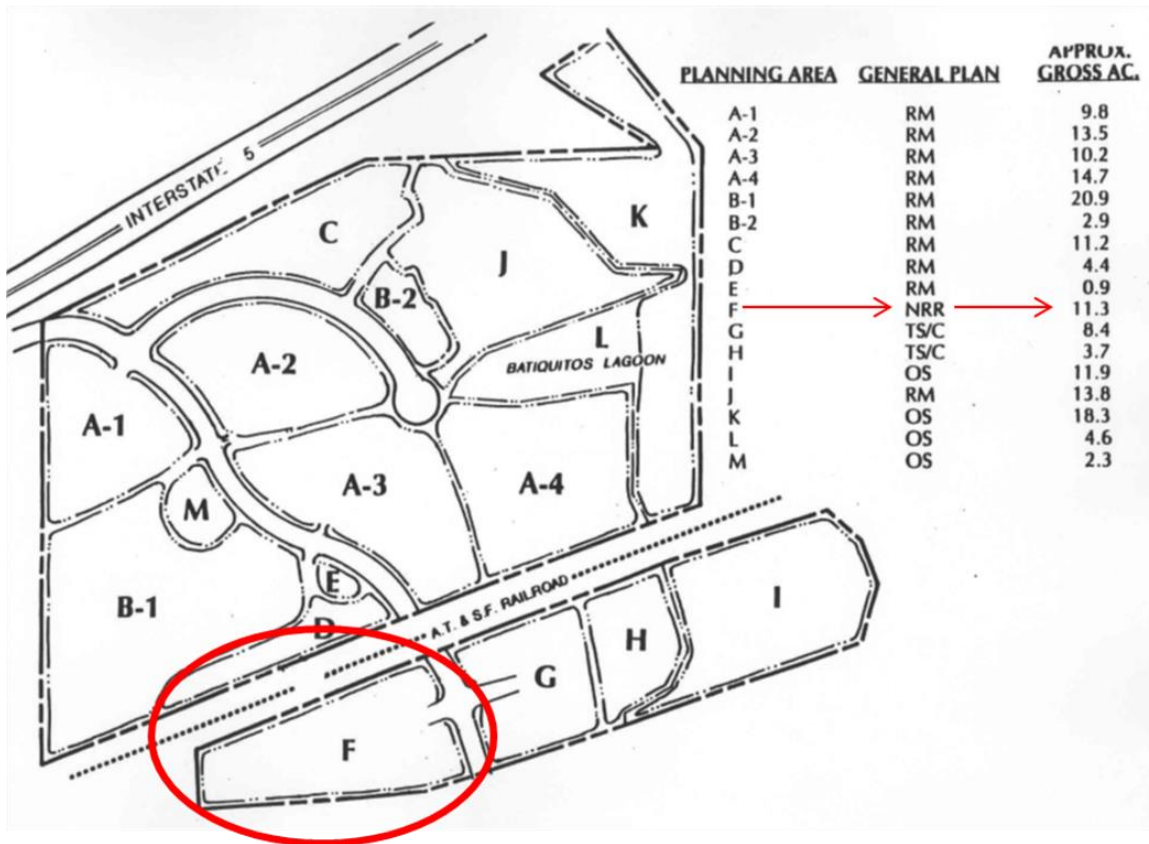 APPROX.
PLANNING AREA GENERAL PLAN GROSS AC.
A-1 RM 9.8
A-2 RM 13.5
A-3 RM 10.2
A-4 RM 14.7
B-1 RM 20.9
B-2 RM 2.9
C RM 11.2
D RM 4.4
E RM 0.9
F NRR 11.3
G TS/C 8.4
H TS/C 3.7
I OS 11.9
J RM 13.8
K OS 18.3
L OS 4.6
M OS 2.3
INTERSTATE 5
C
K
J
B-2
L
BATIQUITOS LAGOON
A-2
A-1
A-3
A-4
M
E
B-1
D
A.T. & S.F. RAILROAD
I
H
G
F